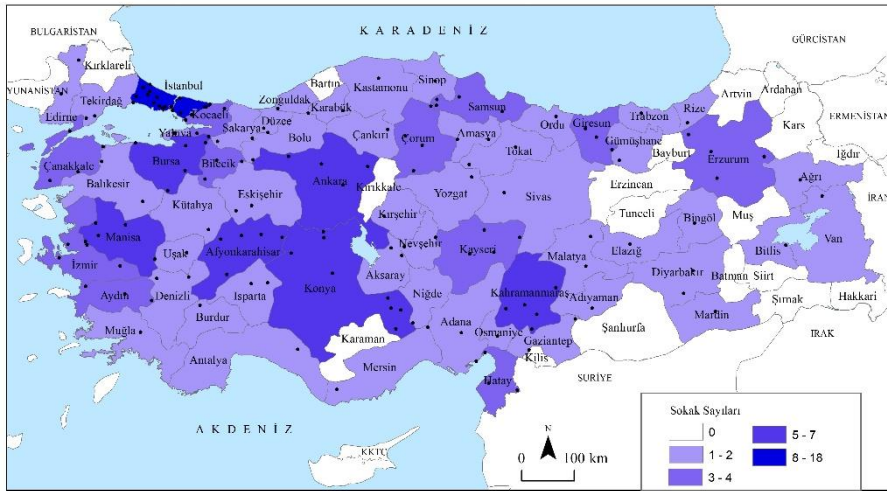 KARADENİZ
BULGARİSTAN
GÜRCİSTAN
YUNANİSTAN
ERMENİSTAN
İRAN
IRAK
SURİYE
AKDENİZ
KKTC
Kırklareli
Edirne
Tekirdağ
İstanbul
Kocaeli
Yalova
Sakarya
Düzce
Zonguldak
Bartın
Karabük
Kastamonu
Sinop
Samsun
Ordu
Giresun
Trabzon
Rize
Artvin
Ardahan
Kars
Iğdır
Çanakkale
Balıkesir
Bursa
Bilecik
Bolu
Çankırı
Çorum
Amasya
Tokat
Gümüşhane
Bayburt
Erzurum
Ağrı
Kütahya
Eskişehir
Ankara
Kırıkkale
Yozgat
Sivas
Erzincan
Tunceli
Bingöl
Muş
Bitlis
Van
İzmir
Manisa
Uşak
Afyonkarahisar
Kırşehir
Nevşehir
Kayseri
Malatya
Elazığ
Diyarbakır
Batman
Siirt
Hakkari
Şırnak
Aydın
Denizli
Isparta
Konya
Aksaray
Niğde
Kahramanmaraş
Adıyaman
Mardin
Şanlıurfa
Muğla
Burdur
Antalya
Karaman
Mersin
Adana
Osmaniye
Gaziantep
Kilis
Hatay
N
0 100 km
Sokak Sayıları
0
1 - 2
3 - 4
5 - 7
8 - 18